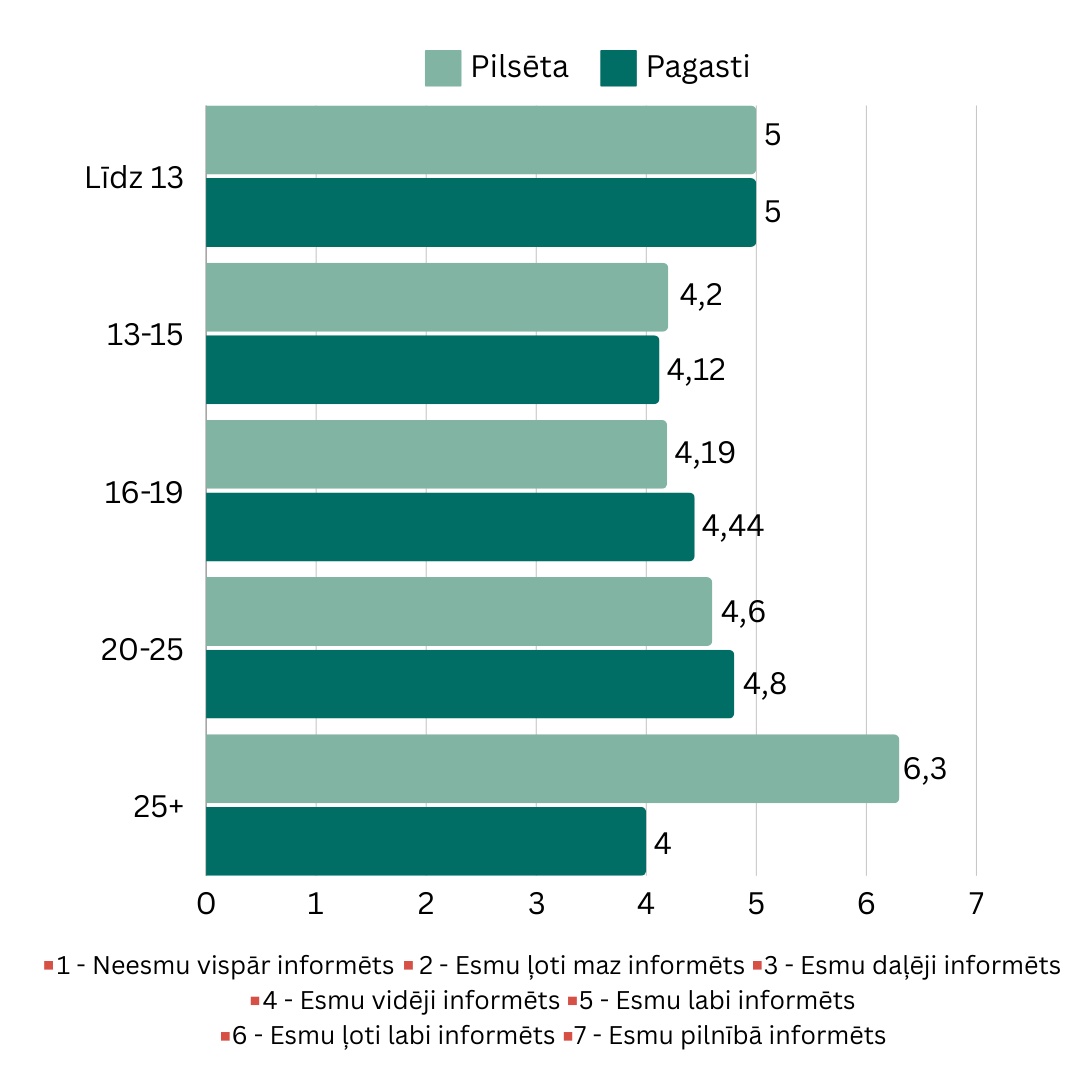 Pilsēta Pagasti
5
Līdz 13
5
4,2
13-15
4,12
4,19
16-19
4,44
4,6
20-25
4,8
6,3
25+
4
0 1 2 3 4 5 6 7
1 - Neesmu vispār informēts 2 - Esmu ļoti maz informēts 3 - Esmu daļēji informēts
4 - Esmu vidēji informēts 5 - Esmu labi informēts
6 - Esmu ļoti labi informēts 7 - Esmu pilnībā informēts